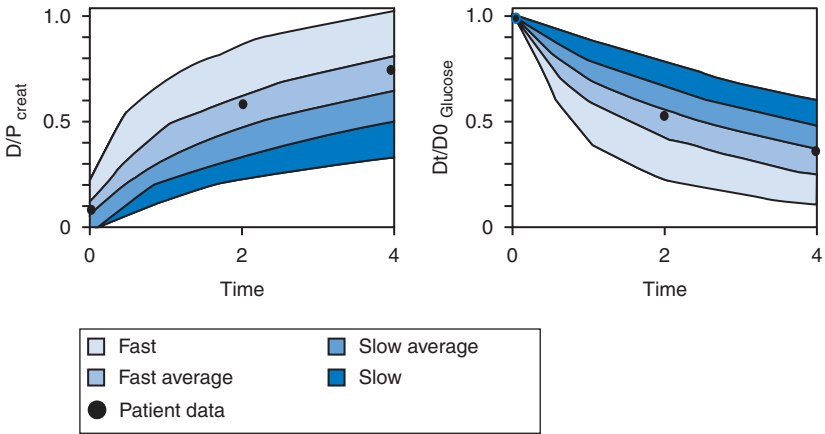 1.0
0.5
0
D/P creat
0
2
4
Time
1.0
0.5
0
Dt/D0 Glucose
0
2
4
Time
Fast
Slow average
Fast average
Slow
Patient data